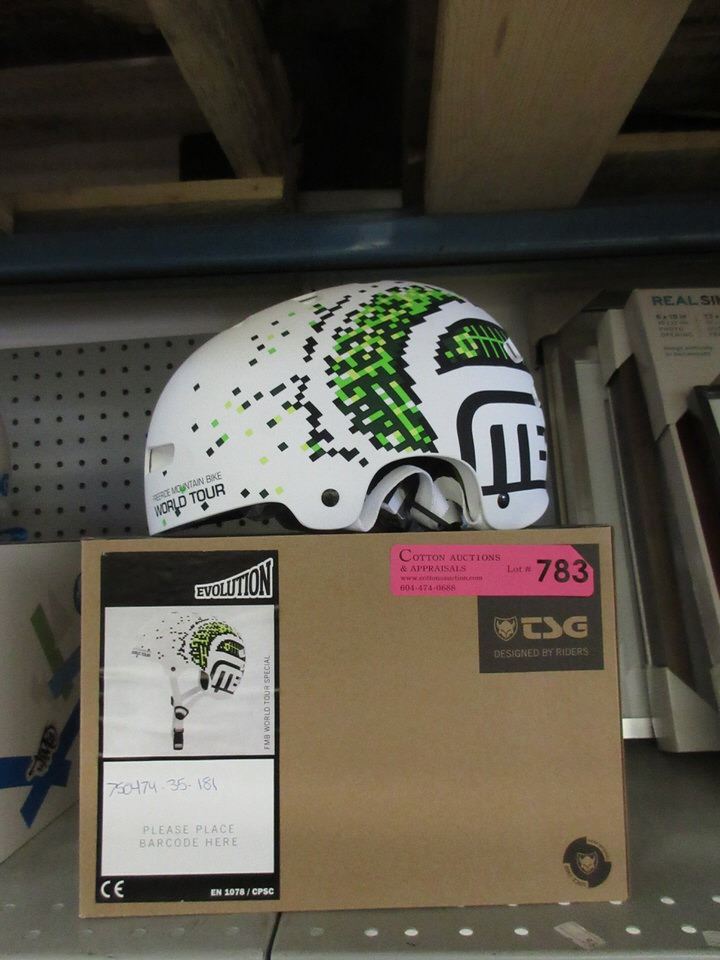 REAL SI
FREERIDE MOUNTAIN BIKE
WORLD TOUR
EVOLUTION
FMB WORLD TOUR SPECIAL
750474-35-181
PLEASE PLACE
BARCODE HERE
CE
EN 1078 / CPSC
COTTON AUCTIONS
& APPRAISALS
www.cottonsauction.com
604-474-0688
Lot # 783
TSG
DESIGNED BY RIDERS